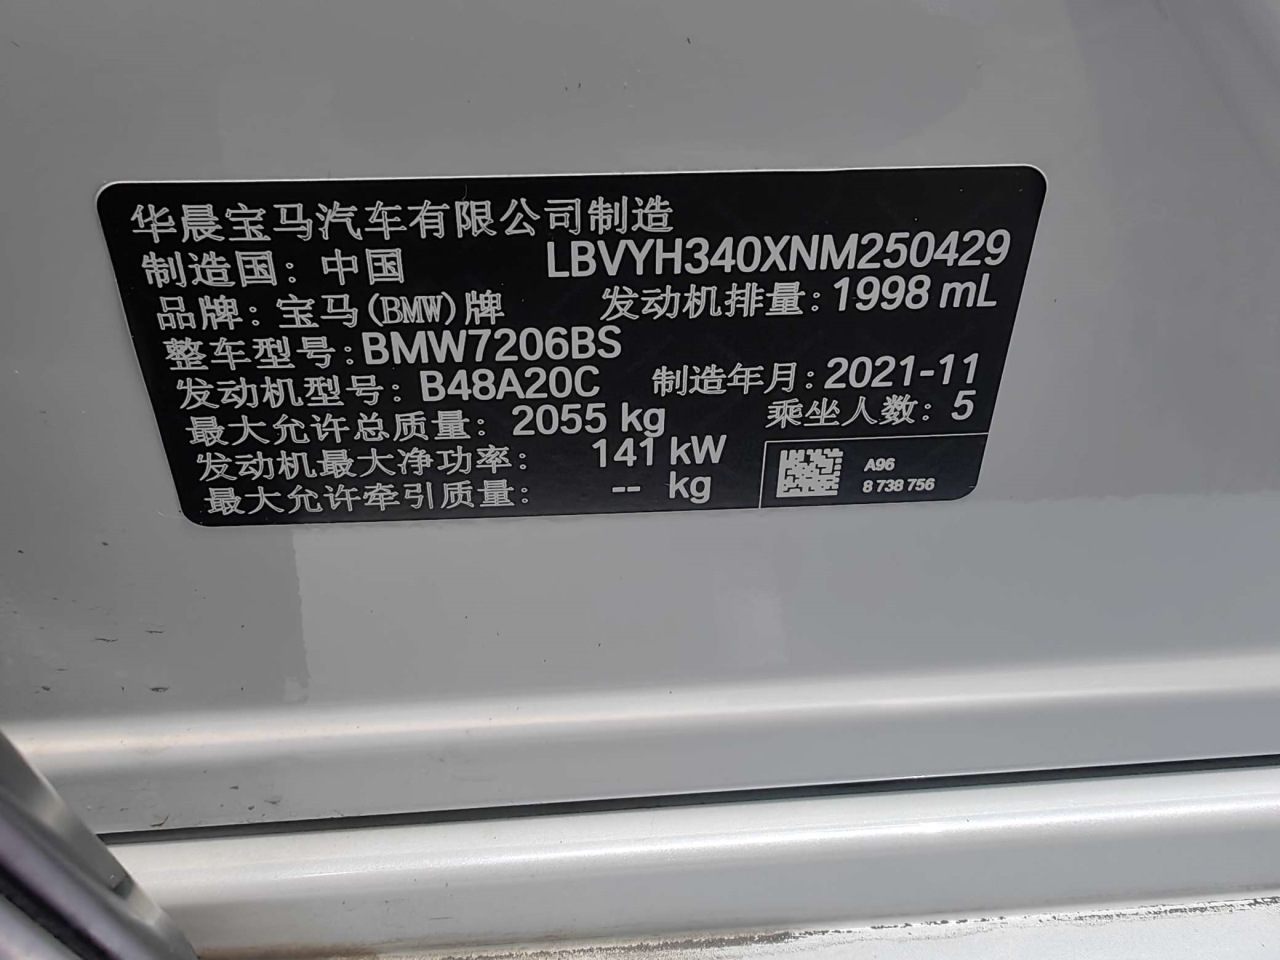 华晨宝马汽车有限公司制造
制造国：中国 LBVYH340XNM250429
品牌：宝马(BMW)牌 发动机排量：1998 mL
整车型号：BMW7206BS
发动机型号：B48A20C 制造年月：2021-11
最大允许总质量：2055 kg 乘坐人数：5
发动机最大净功率：141 kW
最大允许牵引质量：-- kg
A96
8 738 756